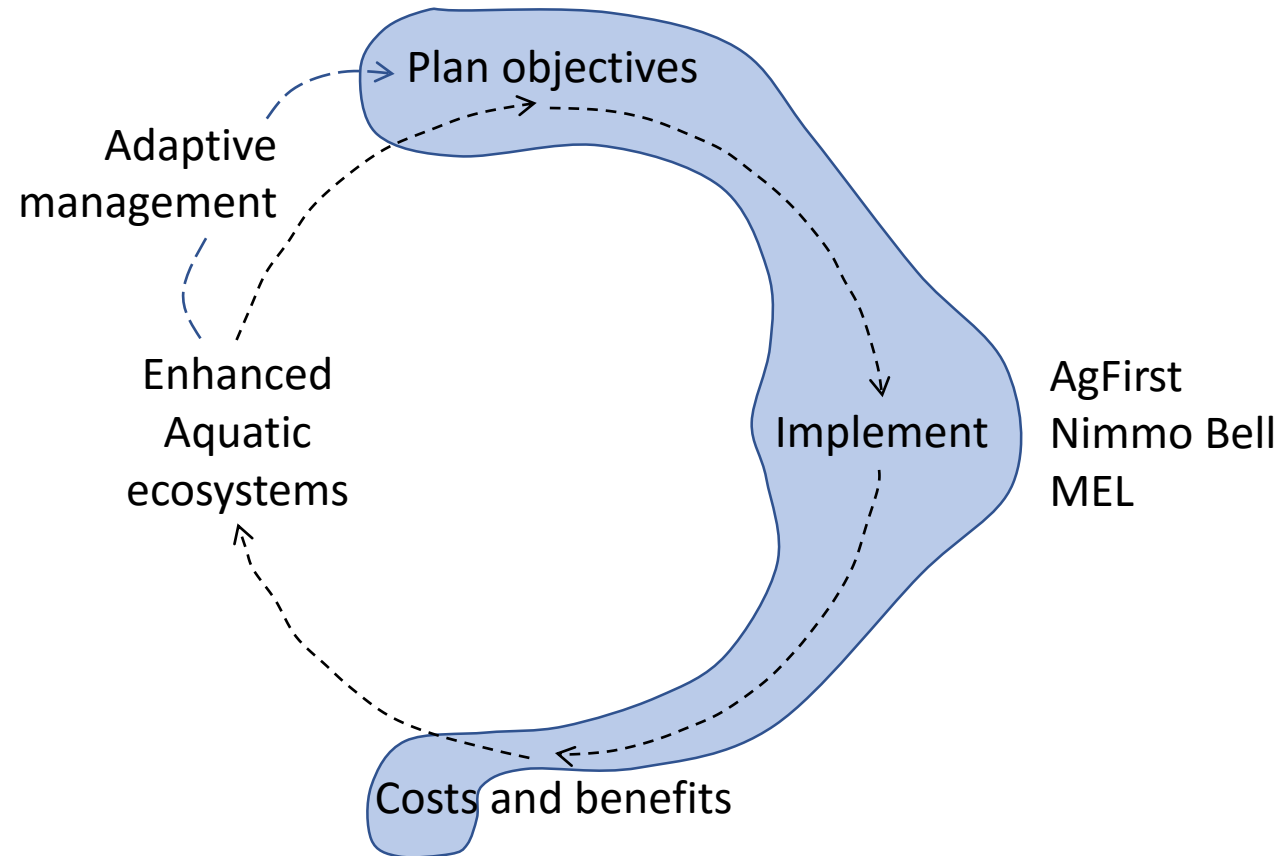 Plan objectives
Adaptive
management
Enhanced
Aquatic
ecosystems
Implement
AgFirst
Nimmo Bell
MEL
Costs and benefits